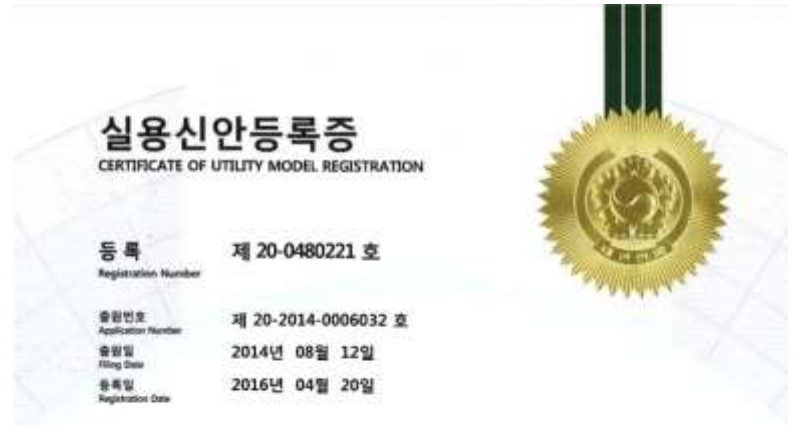 실용신안등록증
CERTIFICATE OF UTILITY MODEL REGISTRATION
등 록 제 20-0480221 호
Registration Number
출원번호 제 20-2014-0006032 호
Application Number
출원일 2014년 08월 12일
Filing Date
등록일 2016년 04월 20일
Registration Date